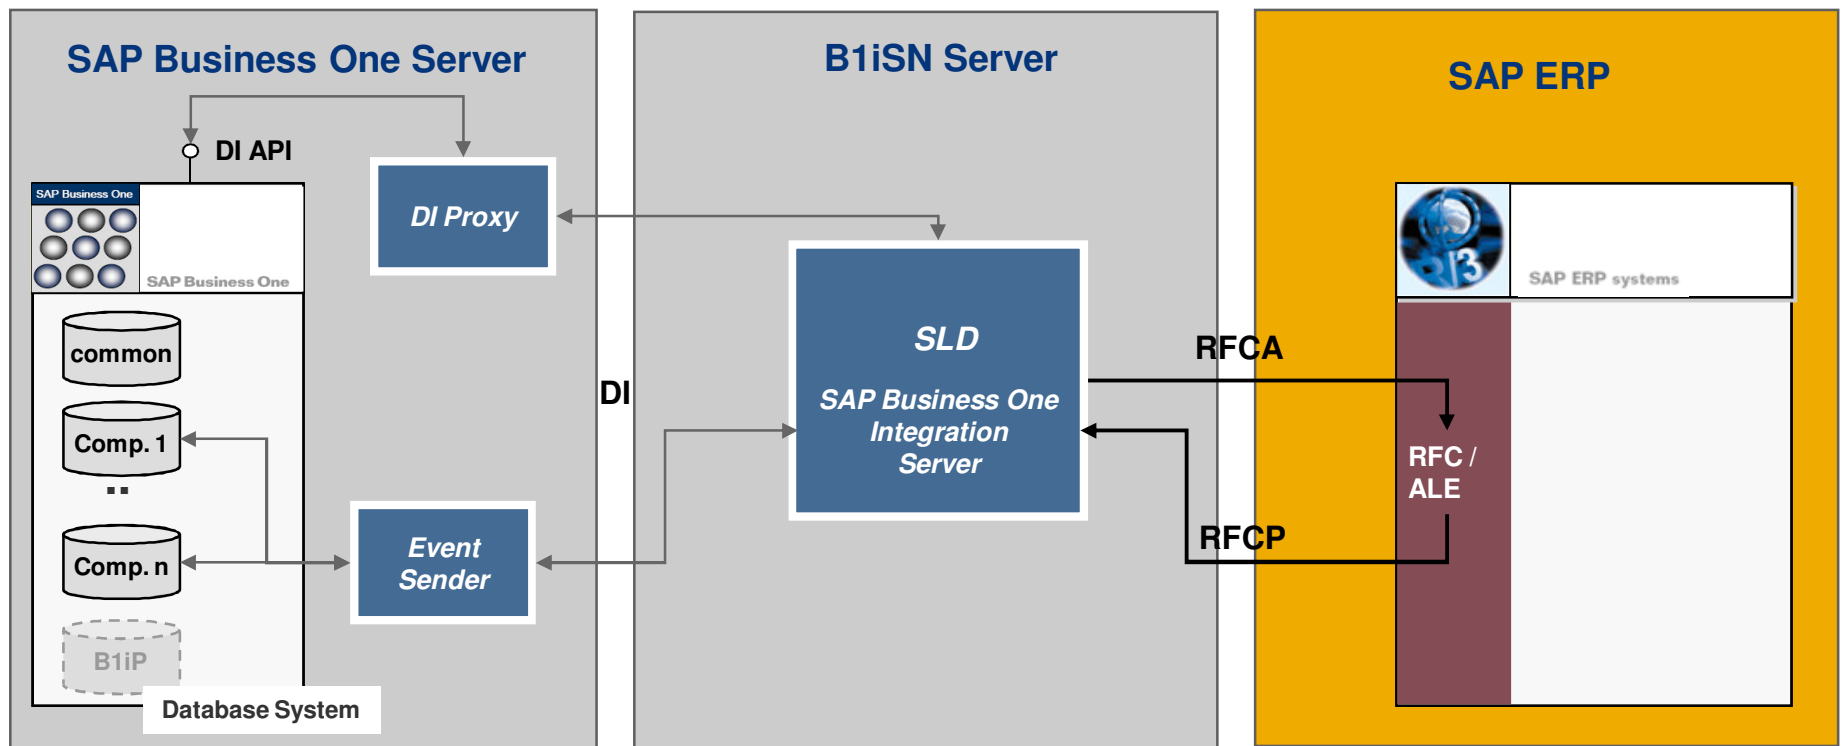 SAP Business One Server
DI API
SAP Business One
SAP Business One
DI Proxy
common
Comp. 1
..
Comp. n
B1iP
Database System
Event
Sender
DI
B1iSN Server
SLD
SAP Business One
Integration
Server
RFCA
RFCP
SAP ERP
R/3
SAP ERP systems
RFC /
ALE